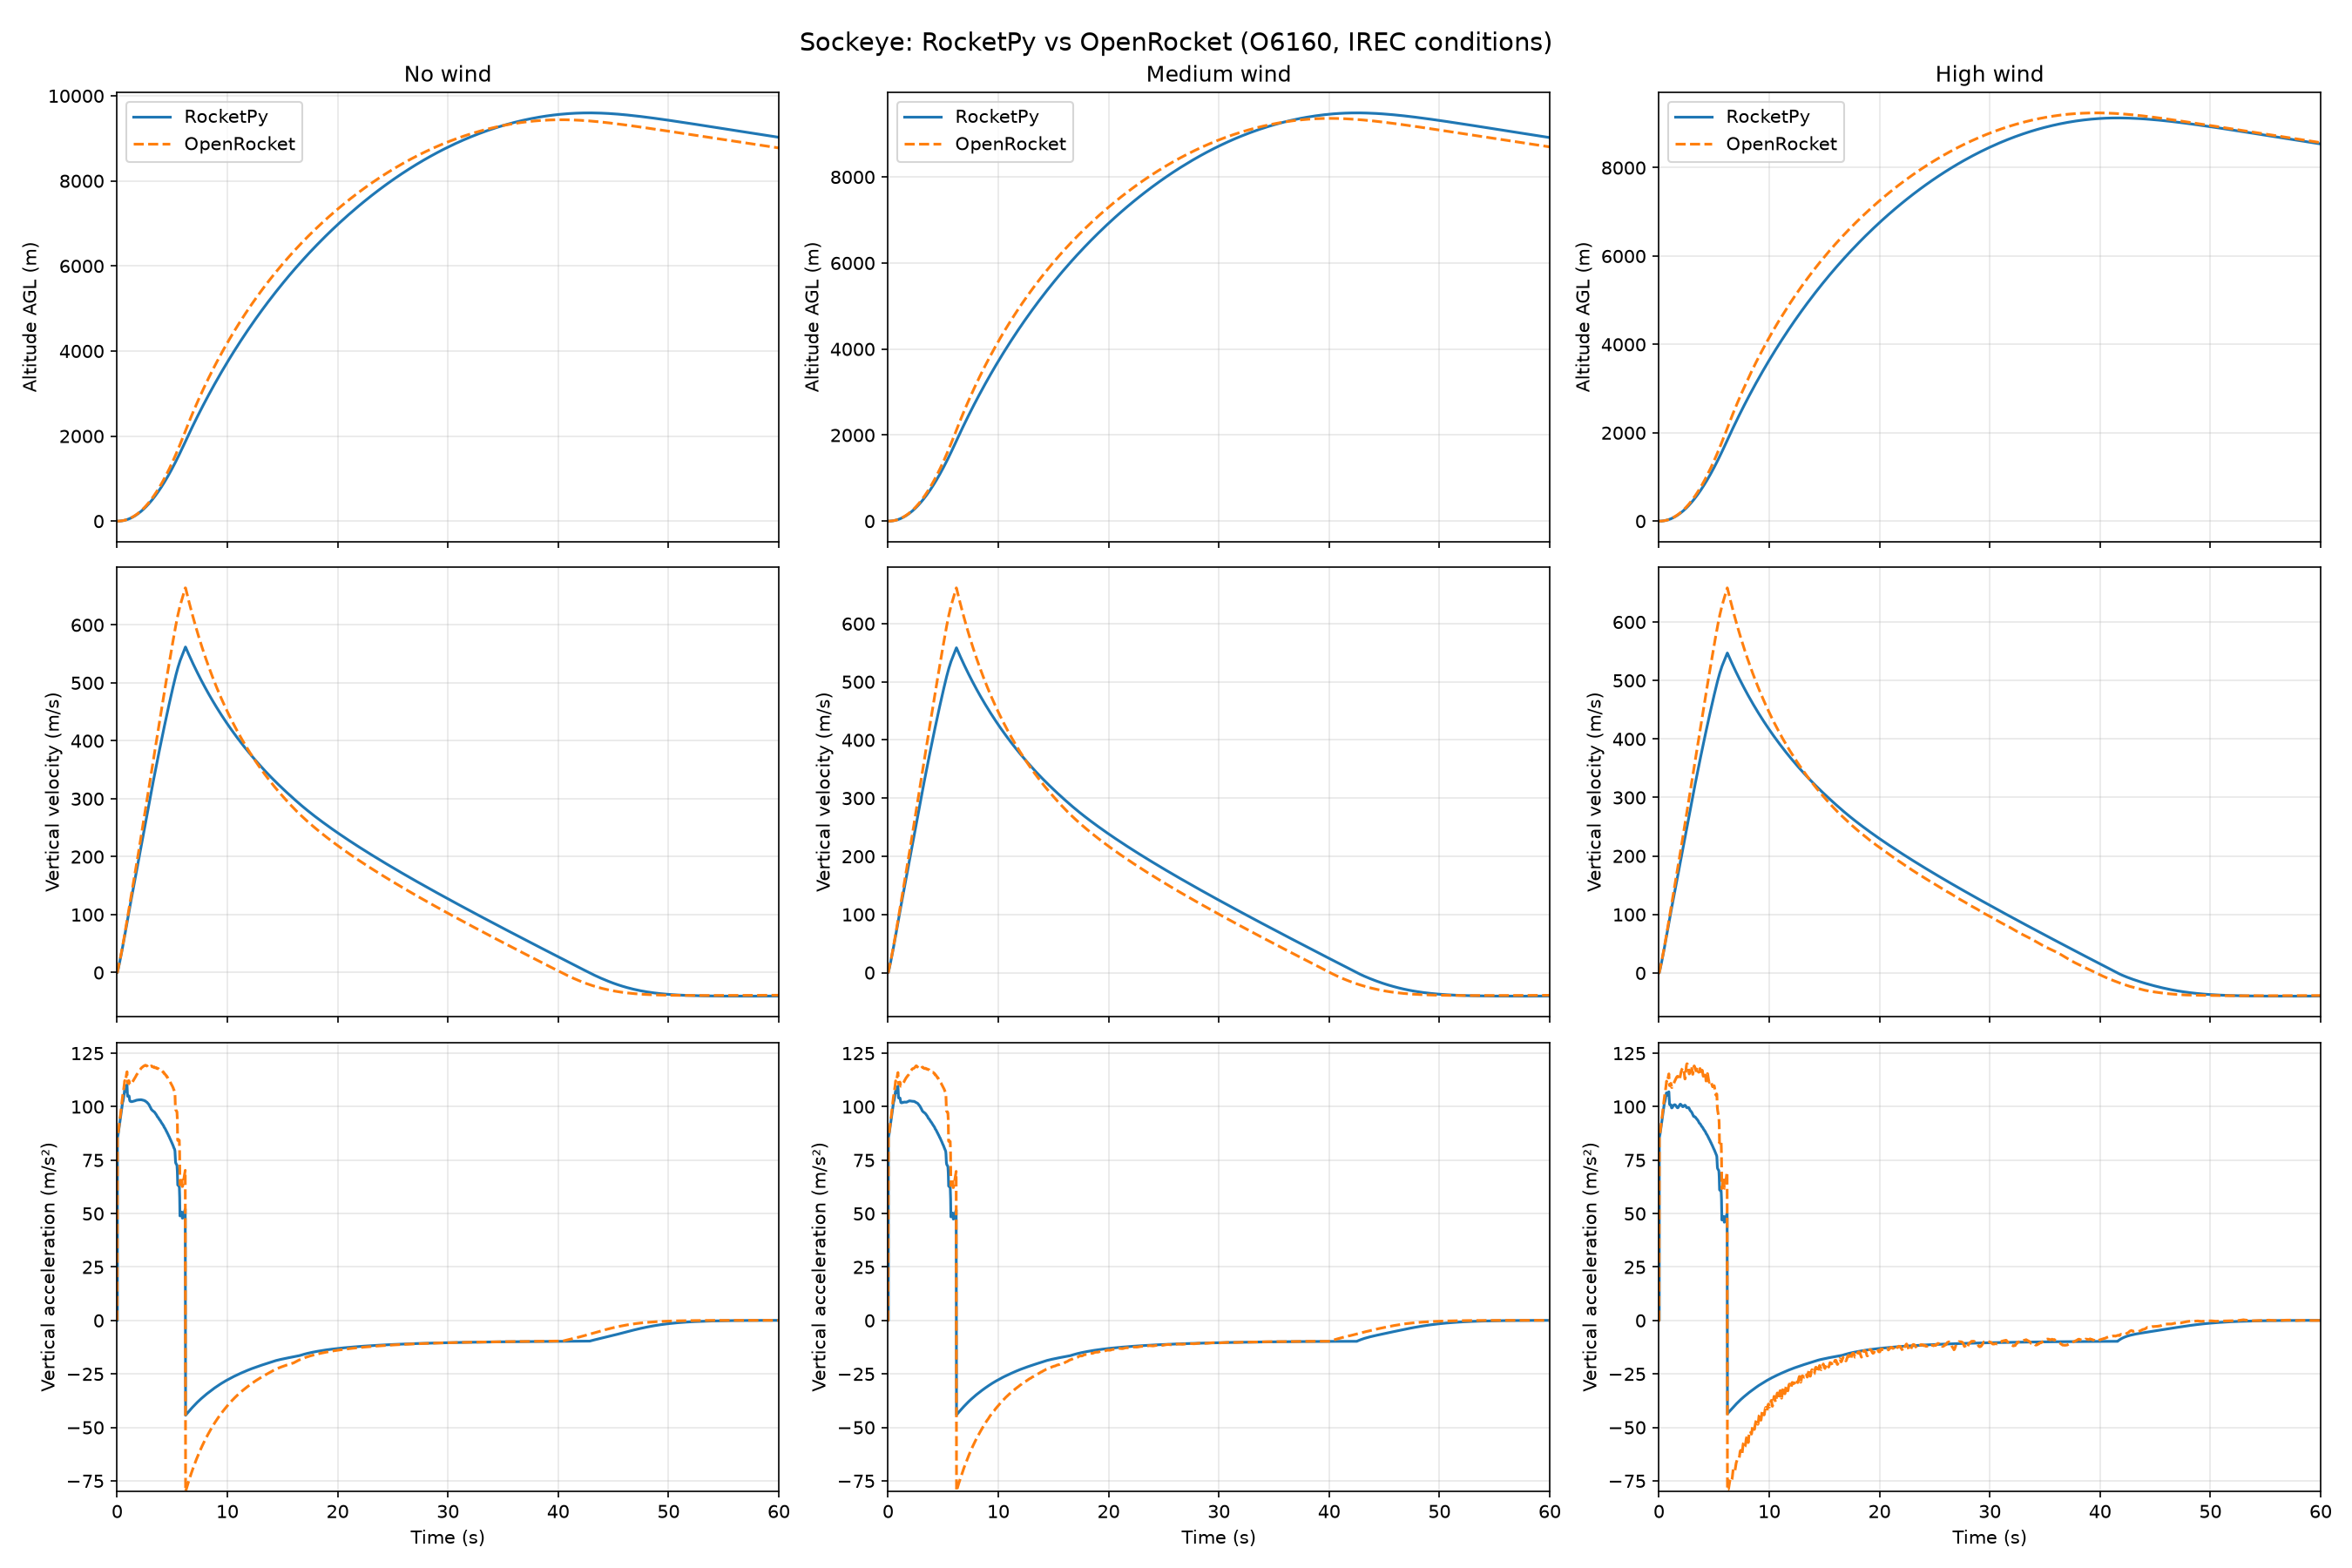 Sockeye: RocketPy vs OpenRocket (O6160, IREC conditions)
No wind
Medium wind
High wind
RocketPy
OpenRocket
RocketPy
OpenRocket
RocketPy
OpenRocket
Altitude AGL (m)
10000
8000
6000
4000
2000
0
Altitude AGL (m)
8000
6000
4000
2000
0
Altitude AGL (m)
8000
6000
4000
2000
0
Vertical velocity (m/s)
600
500
400
300
200
100
0
Vertical velocity (m/s)
600
500
400
300
200
100
0
Vertical velocity (m/s)
600
500
400
300
200
100
0
Vertical acceleration (m/s²)
125
100
75
50
25
0
−25
−50
−75
Vertical acceleration (m/s²)
125
100
75
50
25
0
−25
−50
−75
Vertical acceleration (m/s²)
125
100
75
50
25
0
−25
−50
−75
0 10 20 30 40 50 60
0 10 20 30 40 50 60
0 10 20 30 40 50 60
Time (s)
Time (s)
Time (s)